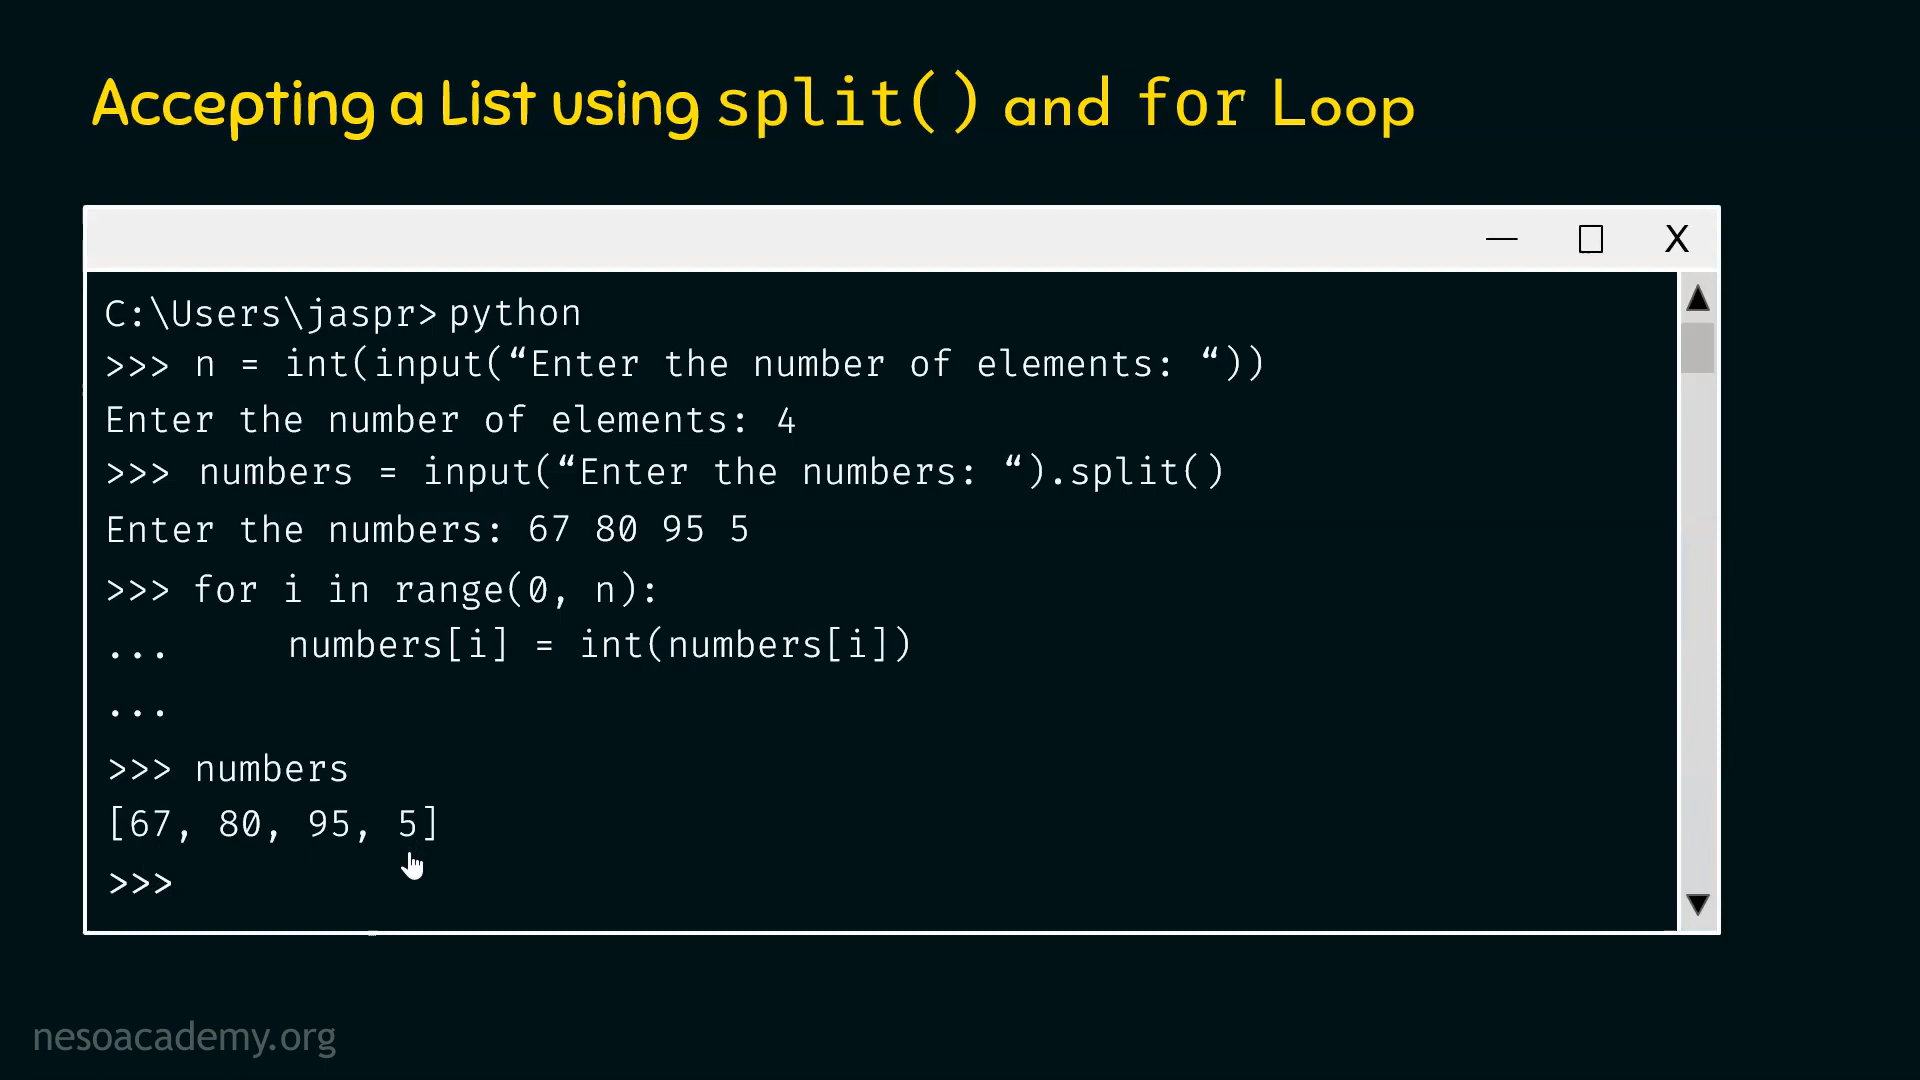 Accepting a List using split() and for Loop
— □ X
C:\Users\jaspr> python
>>> n = int(input(“Enter the number of elements: “))
Enter the number of elements: 4
>>> numbers = input(“Enter the numbers: “).split()
Enter the numbers: 67 80 95 5
>>> for i in range(0, n):
...     numbers[i] = int(numbers[i])
...
>>> numbers
[67, 80, 95, 5]
>>>
nesoacademy.org